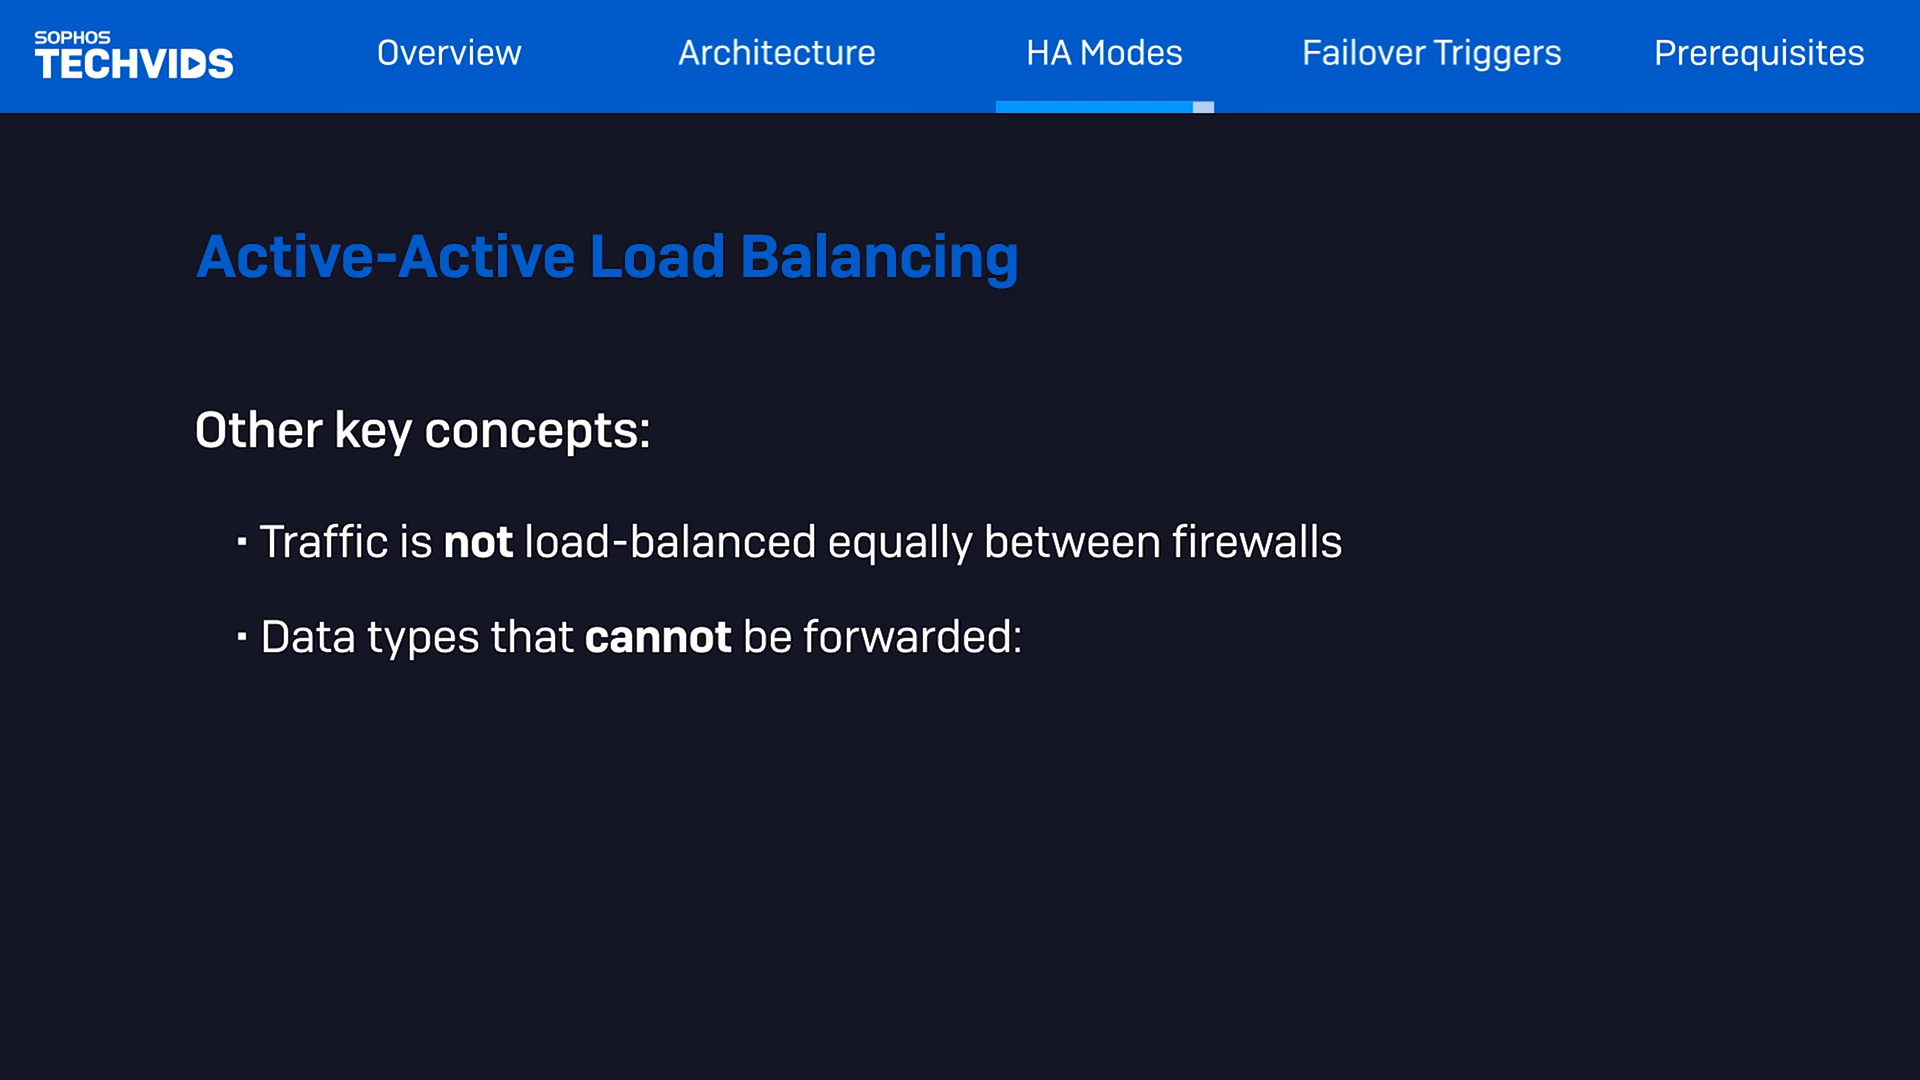 SOPHOS
TECHVIDS
Overview
Architecture
HA Modes
Failover Triggers
Prerequisites
Active-Active Load Balancing
Other key concepts:
▪ Traffic is not load-balanced equally between firewalls
▪ Data types that cannot be forwarded: